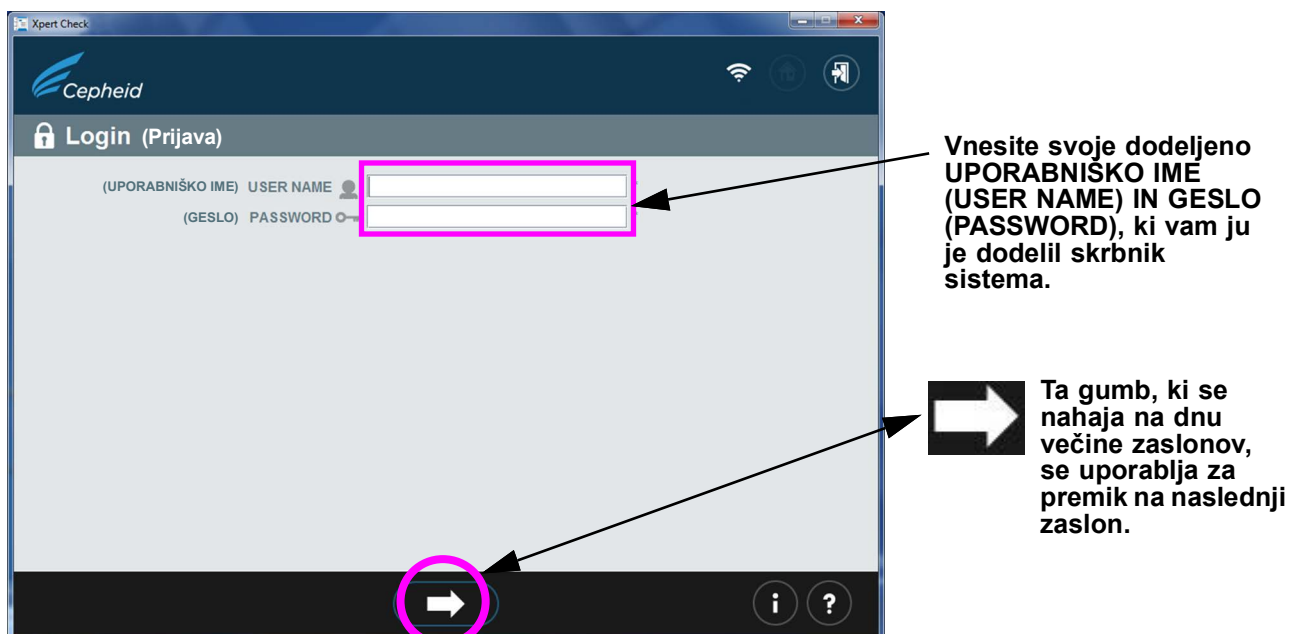 Xpert Check
Cepheid
Login (Prijava)
(UPORABNIŠKO IME) USER NAME
(GESLO) PASSWORD
Vnesite svoje dodeljeno
UPORABNIŠKO IME
(USER NAME) IN GESLO
(PASSWORD), ki vam ju
je dodelil skrbnik
sistema.
Ta gumb, ki se
nahaja na dnu
večine zaslonov,
se uporablja za
premik na naslednji
zaslon.
i ?